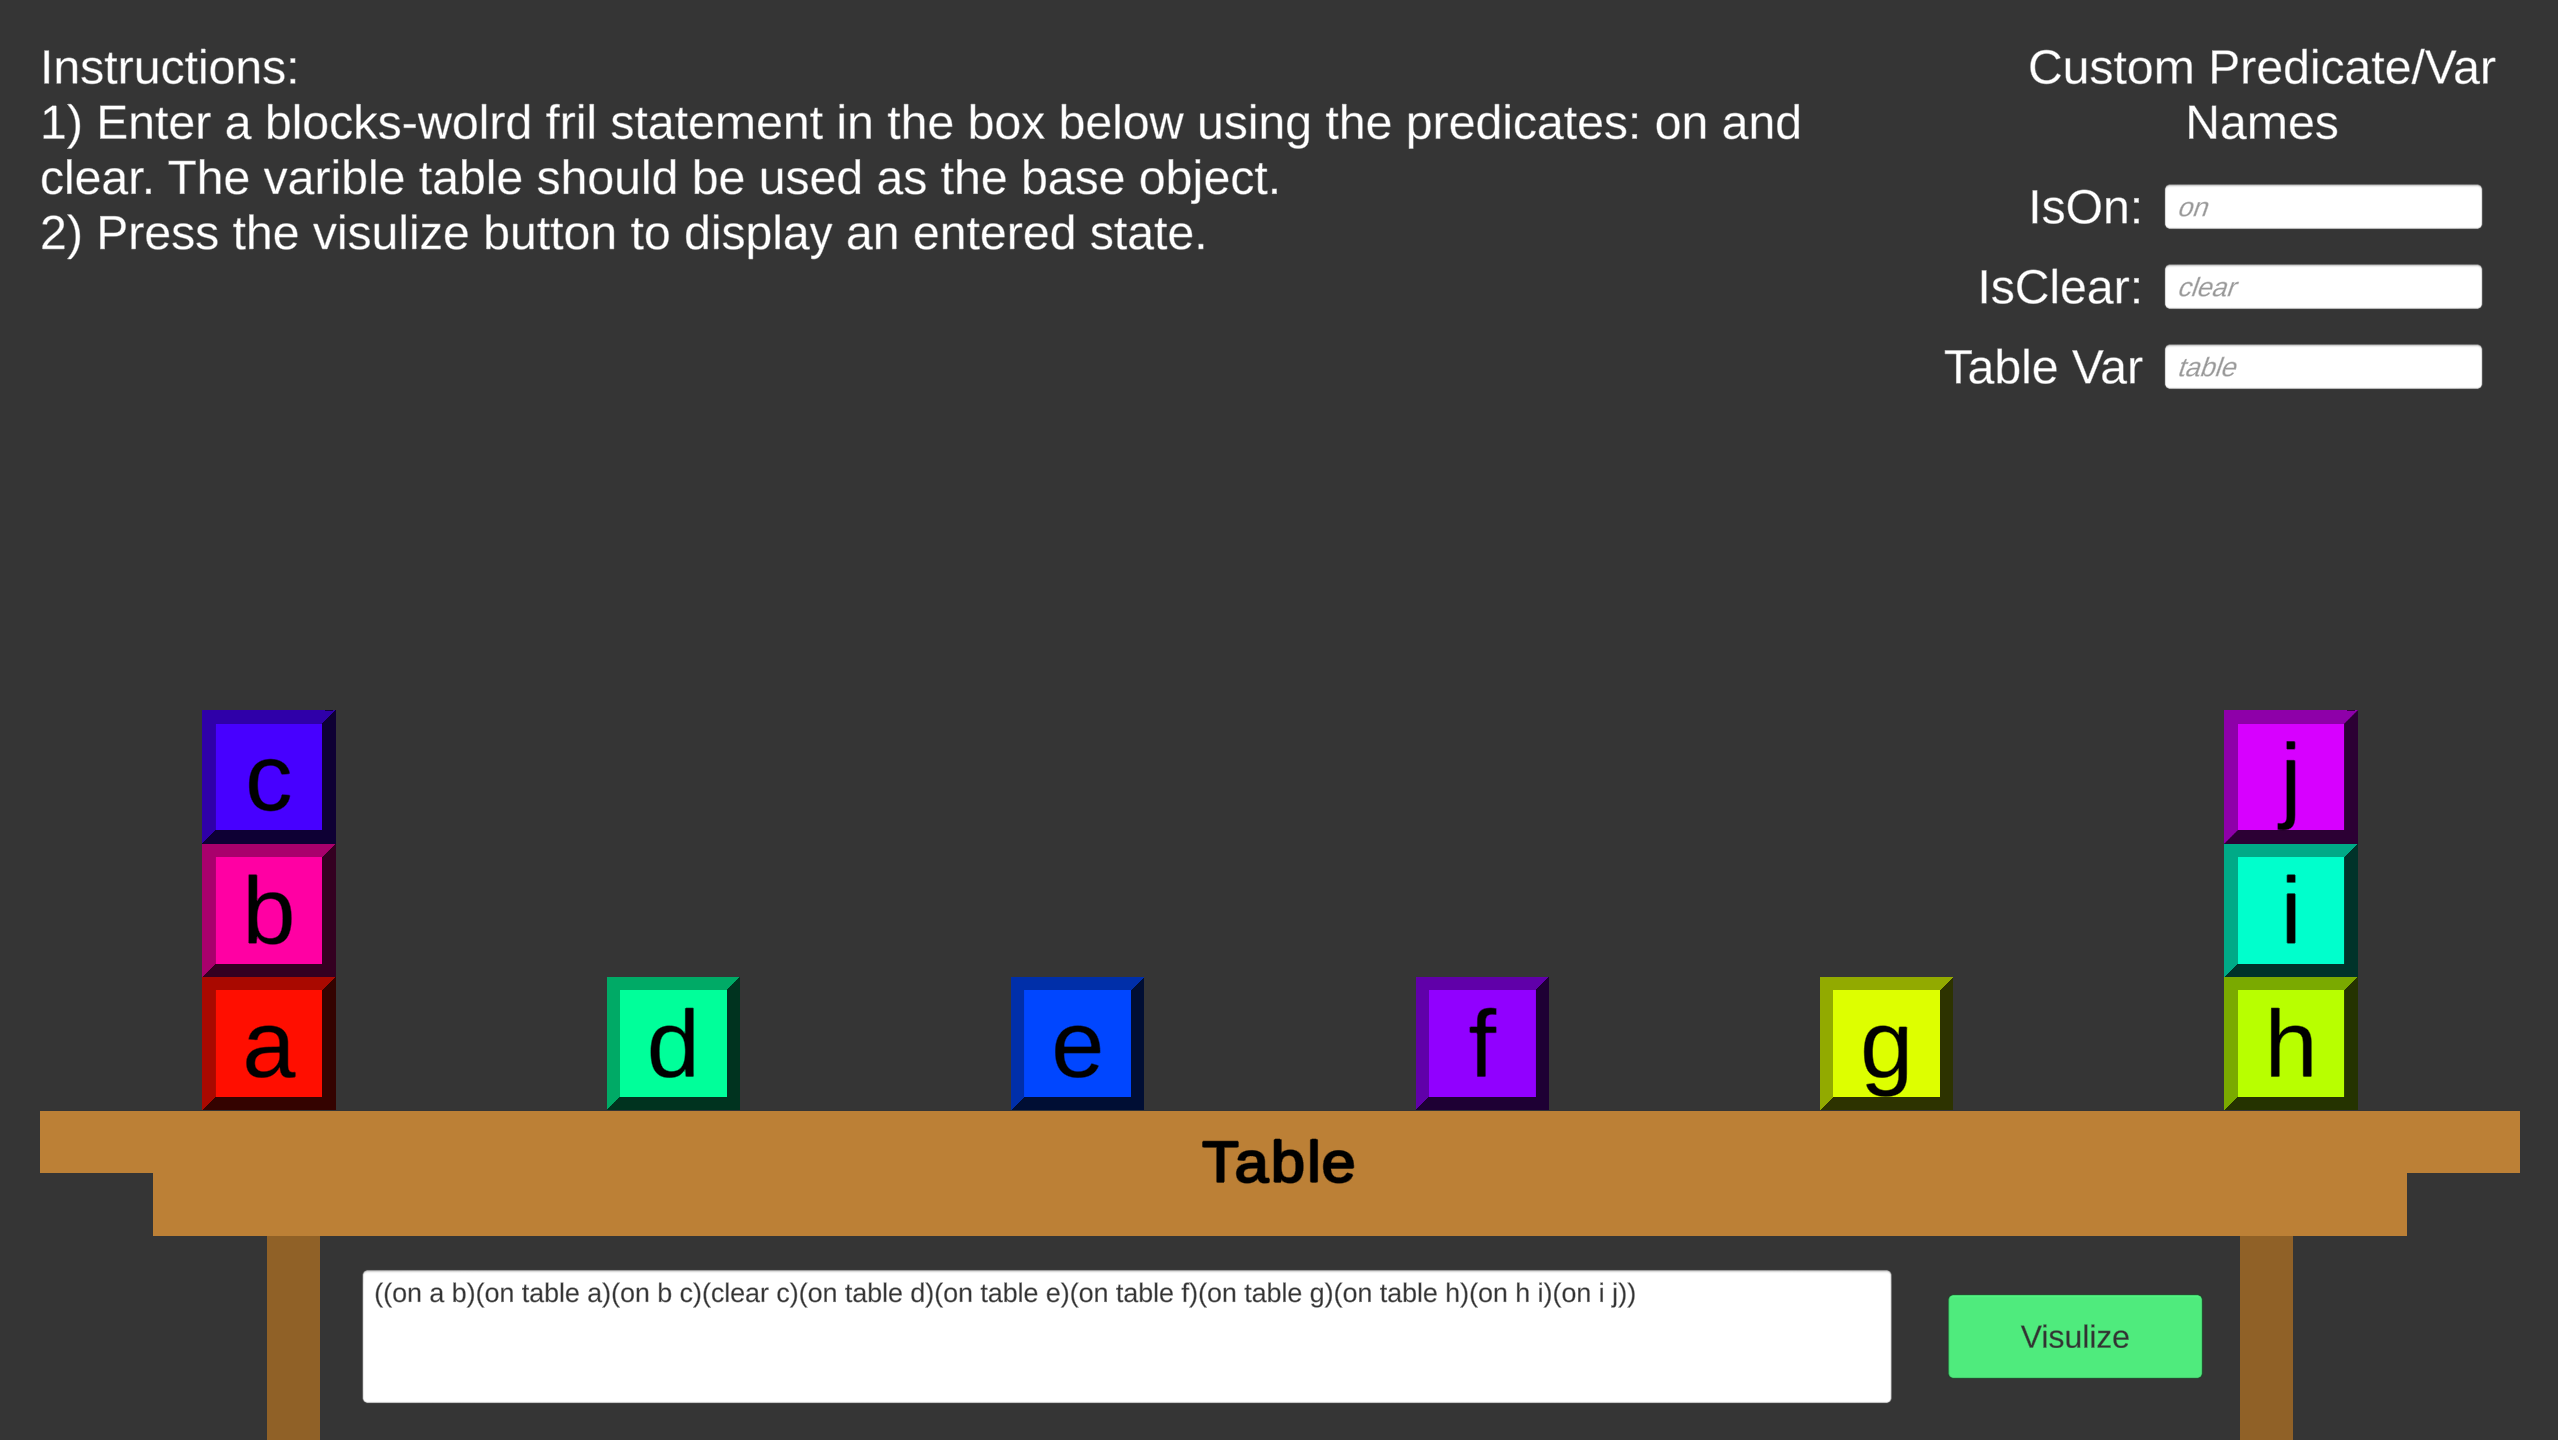 Instructions:
1) Enter a blocks-wolrd fril statement in the box below using the predicates: on and
clear. The varible table should be used as the base object.
2) Press the visulize button to display an entered state.
Custom Predicate/Var
Names
IsOn: on
IsClear: clear
Table Var table
c
j
b
i
a
d
e
f
g
h
Table
((on a b)(on table a)(on b c)(clear c)(on table d)(on table e)(on table f)(on table g)(on table h)(on h i)(on i j))
Visulize